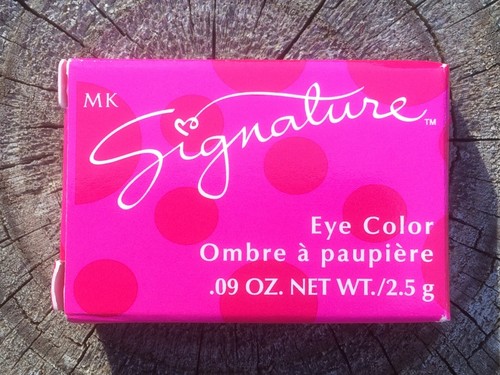 MK
Signature™
Eye Color
Ombre à paupière
.09 OZ. NET WT./2.5 g